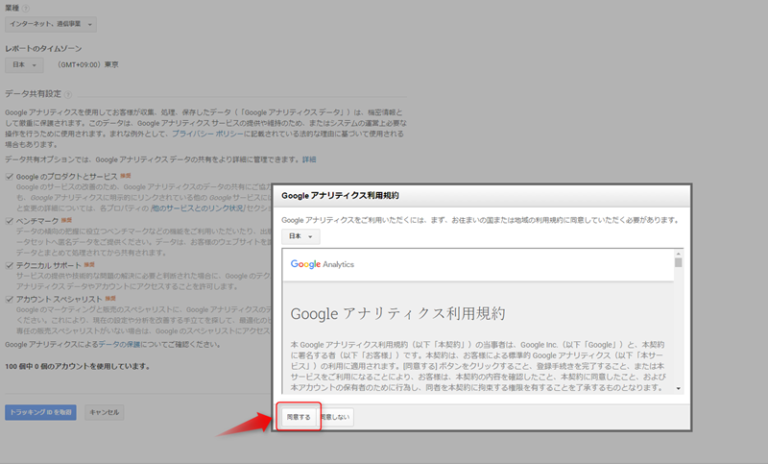 業種
インターネット、通信事業
レポートのタイムゾーン
日本
(GMT+09:00) 東京
データ共有設定
Google アナリティクスを使用してお客様が収集、処理、保存したデータ（「Google アナリティクス データ」）は、機密情報と
して厳重に保護されます。このデータは、Google アナリティクス サービスの提供や維持のため、またはシステムの運営上必要な
操作を行うために使用されます。まれな例外として、プライバシー ポリシーに記載されている法的な理由に基づいて使用される
場合もあります。
データ共有オプションでは、Google アナリティクス データの共有をより詳細に管理できます。詳細
Google のプロダクトとサービス 推奨
Google のサービスの改善のため、Google アナリティクスのデータの共有にご協
も、Google アナリティクスに明示的にリンクされている他の Google サービスに
と変更の詳細については、各プロパティの [他のサービスとのリンク状況] セクショ
ベンチマーク 推奨
データの傾向の把握に役立つベンチマークなどの機能をご利用いただいたり、出
ータセットへ匿名データをご提供ください。データは、お客様のウェブサイトを
データとまとめて処理されてから共有されます。
テクニカル サポート 推奨
サービスの提供や技術的な問題の解決に必要と判断された場合に、Google のテク
アナリティクス データやアカウントにアクセスすることを許可します。
アカウント スペシャリスト 推奨
Google のマーケティングと販売のスペシャリストに、Google アナリティクスの
ください。これにより、現在の設定や分析を改善する手立てを探して、最適化の
専任の販売スペシャリストがいない場合は、Google のスペシャリストにアクセス
Google アナリティクスによるデータの保護についてご確認ください。
100 個中 0 個のアカウントを使用しています。
トラッキング ID を取得
キャンセル
Google アナリティクス利用規約
Google アナリティクスをご利用いただくには、まず、お住まいの国または地域の利用規約に同意していただく必要があります。
日本
Google Analytics
Google アナリティクス利用規約
本 Google アナリティクス利用規約（以下「本契約」）の当事者は、Google Inc.（以下「Google」）と、本契約
に署名する者（以下「お客様」）です。本契約は、お客様による標準的 Google アナリティクス（以下「本サー
ビス」）の利用に適用されます。[同意する] ボタンをクリックすること、登録手続きを完了すること、または本
サービスをご利用になることにより、お客様は、本契約の内容を確認したこと、本契約に同意したこと、および
本アカウントの保有者のために行為し、同者を本契約に拘束する権限を有することを了承するものとします。
同意する
同意しない